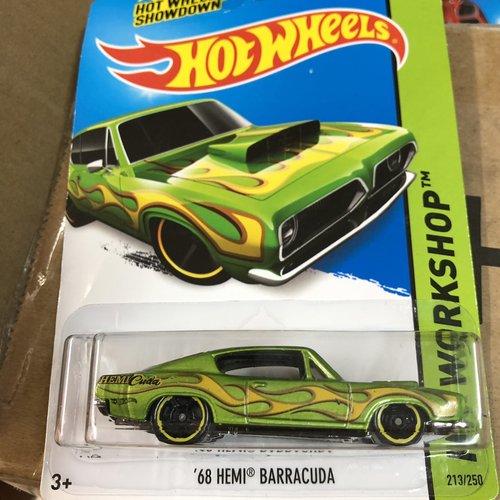 HOT WHEELS
SHOWDOWN
HOT WHEELS
WORKSHOP™
HEMI Cuda
3+
'68 HEMI® BARRACUDA
213/250